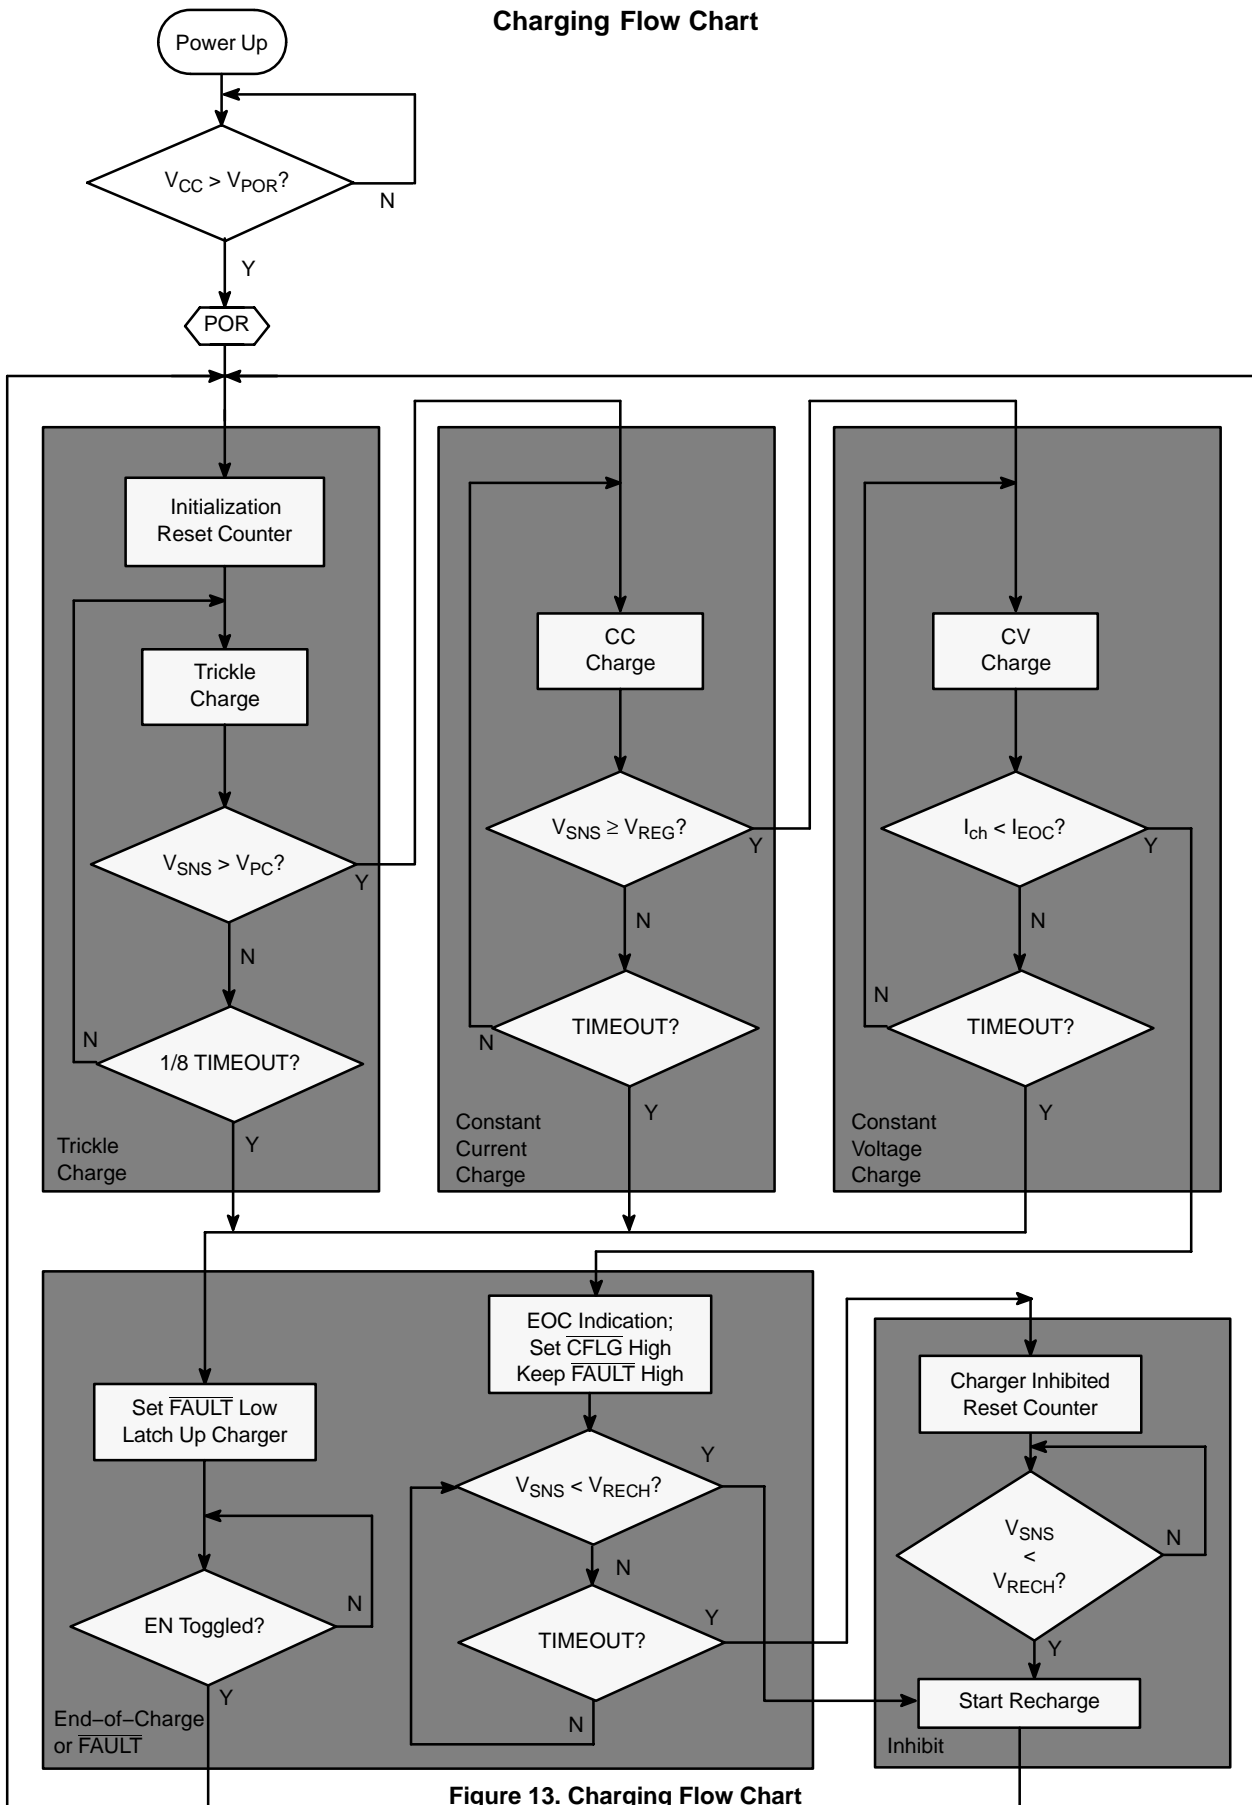 Charging Flow Chart
Power Up
VCC > VPOR?
N
Y
POR
Initialization
Reset Counter
Trickle
Charge
VSNS > VPC?
Y
N
1/8 TIMEOUT?
N
Y
Trickle
Charge
CC
Charge
VSNS ≥ VREG?
Y
N
TIMEOUT?
N
Y
Constant
Current
Charge
CV
Charge
Ich < IEOC?
Y
N
TIMEOUT?
N
Y
Constant
Voltage
Charge
Set FAULT Low
Latch Up Charger
EN Toggled?
N
Y
End–of–Charge
or FAULT
EOC Indication;
Set CFLG High
Keep FAULT High
VSNS < VRECH?
Y
N
TIMEOUT?
Y
N
Charger Inhibited
Reset Counter
VSNS
<
VRECH?
N
Y
Start Recharge
Inhibit
Figure 13. Charging Flow Chart